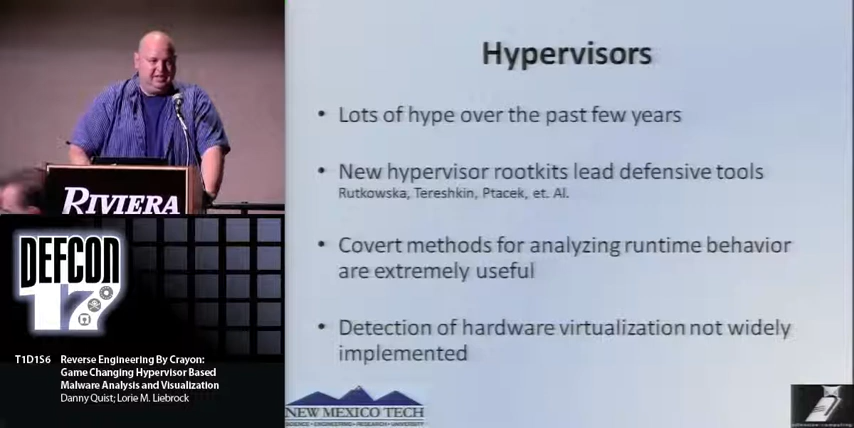 Hypervisors
• Lots of hype over the past few years
• New hypervisor rootkits lead defensive tools
Rutkowska, Tereshkin, Ptacek, et. Al.
• Covert methods for analyzing runtime behavior
are extremely useful
• Detection of hardware virtualization not widely
implemented
NEW MEXICO TECH
SCIENCE • ENGINEERING • RESEARCH • UNIVERSITY
RIVIERA
DEFCON
17
T1D1S6 Reverse Engineering By Crayon:
Game Changing Hypervisor Based
Malware Analysis and Visualization
Danny Quist; Lorie M. Liebrock